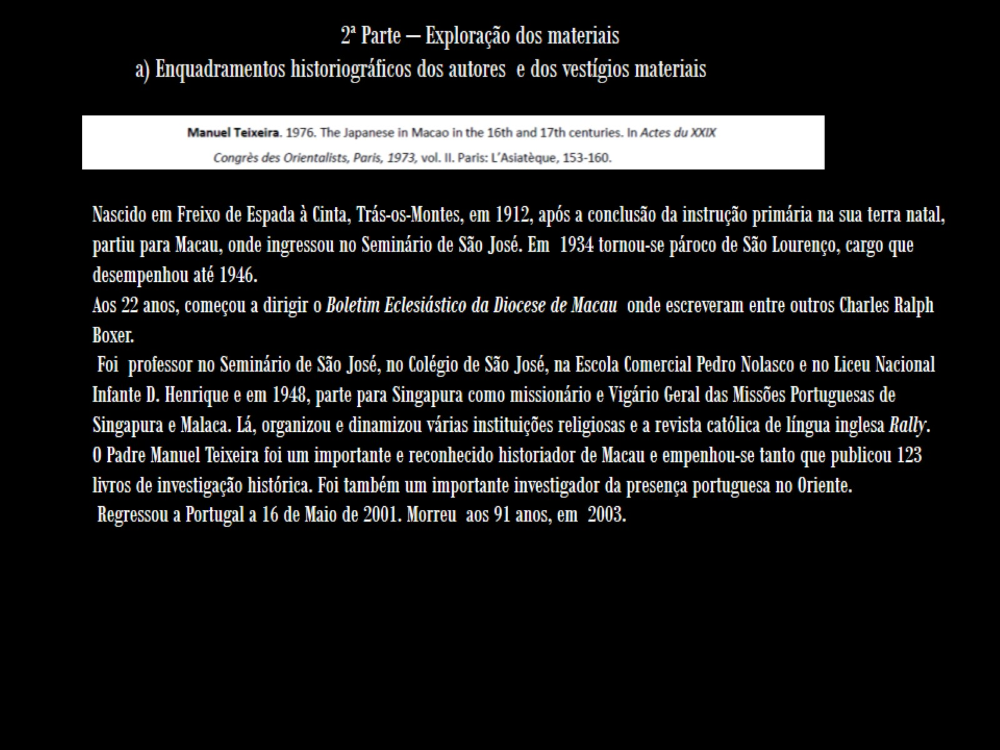 2ª Parte – Exploração dos materiais
a) Enquadramentos historiográficos dos autores  e dos vestígios materiais
Manuel Teixeira. 1976. The Japanese in Macao in the 16th and 17th centuries. In Actes du XXIX
Congrès des Orientalists, Paris, 1973, vol. II. Paris: L'Asiatèque, 153-160.
Nascido em Freixo de Espada à Cinta, Trás-os-Montes, em 1912, após a conclusão da instrução primária na sua terra natal,
partiu para Macau, onde ingressou no Seminário de São José. Em  1934 tornou-se pároco de São Lourenço, cargo que
desempenhou até 1946.
Aos 22 anos, começou a dirigir o Boletim Eclesiástico da Diocese de Macau  onde escreveram entre outros Charles Ralph
Boxer.
Foi  professor no Seminário de São José, no Colégio de São José, na Escola Comercial Pedro Nolasco e no Liceu Nacional
Infante D. Henrique e em 1948, parte para Singapura como missionário e Vigário Geral das Missões Portuguesas de
Singapura e Malaca. Lá, organizou e dinamizou várias instituições religiosas e a revista católica de língua inglesa Rally.
O Padre Manuel Teixeira foi um importante e reconhecido historiador de Macau e empenhou-se tanto que publicou 123
livros de investigação histórica. Foi também um importante investigador da presença portuguesa no Oriente.
Regressou a Portugal a 16 de Maio de 2001. Morreu  aos 91 anos, em  2003.